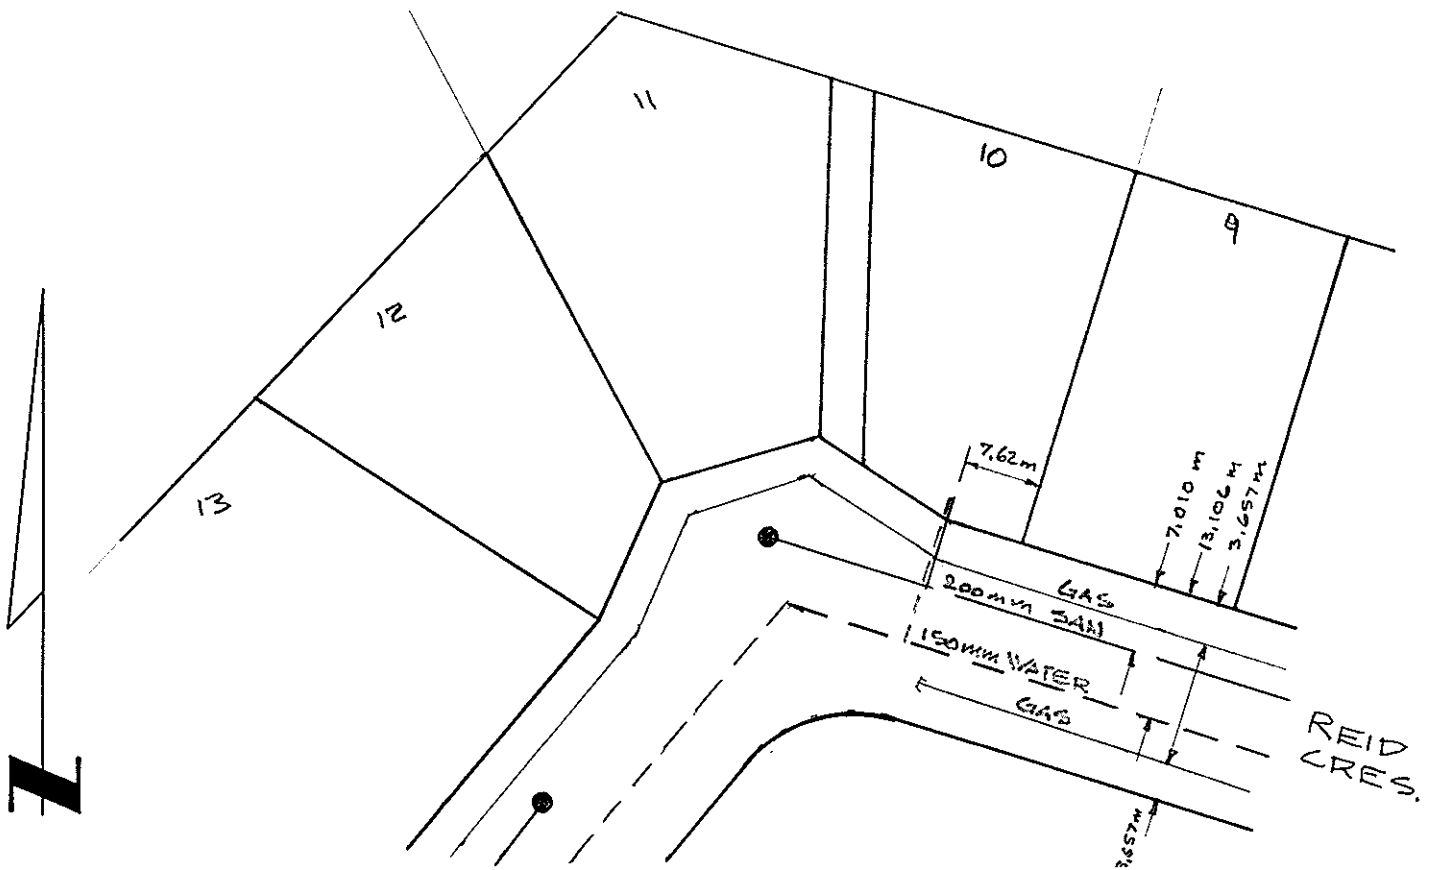 11
10
9
12
13
7.62m
7.010 m
13.106 m
3.657m
GAS
200mm SAN
150mm WATER
GAS
REID
CRES.
3.657m
N